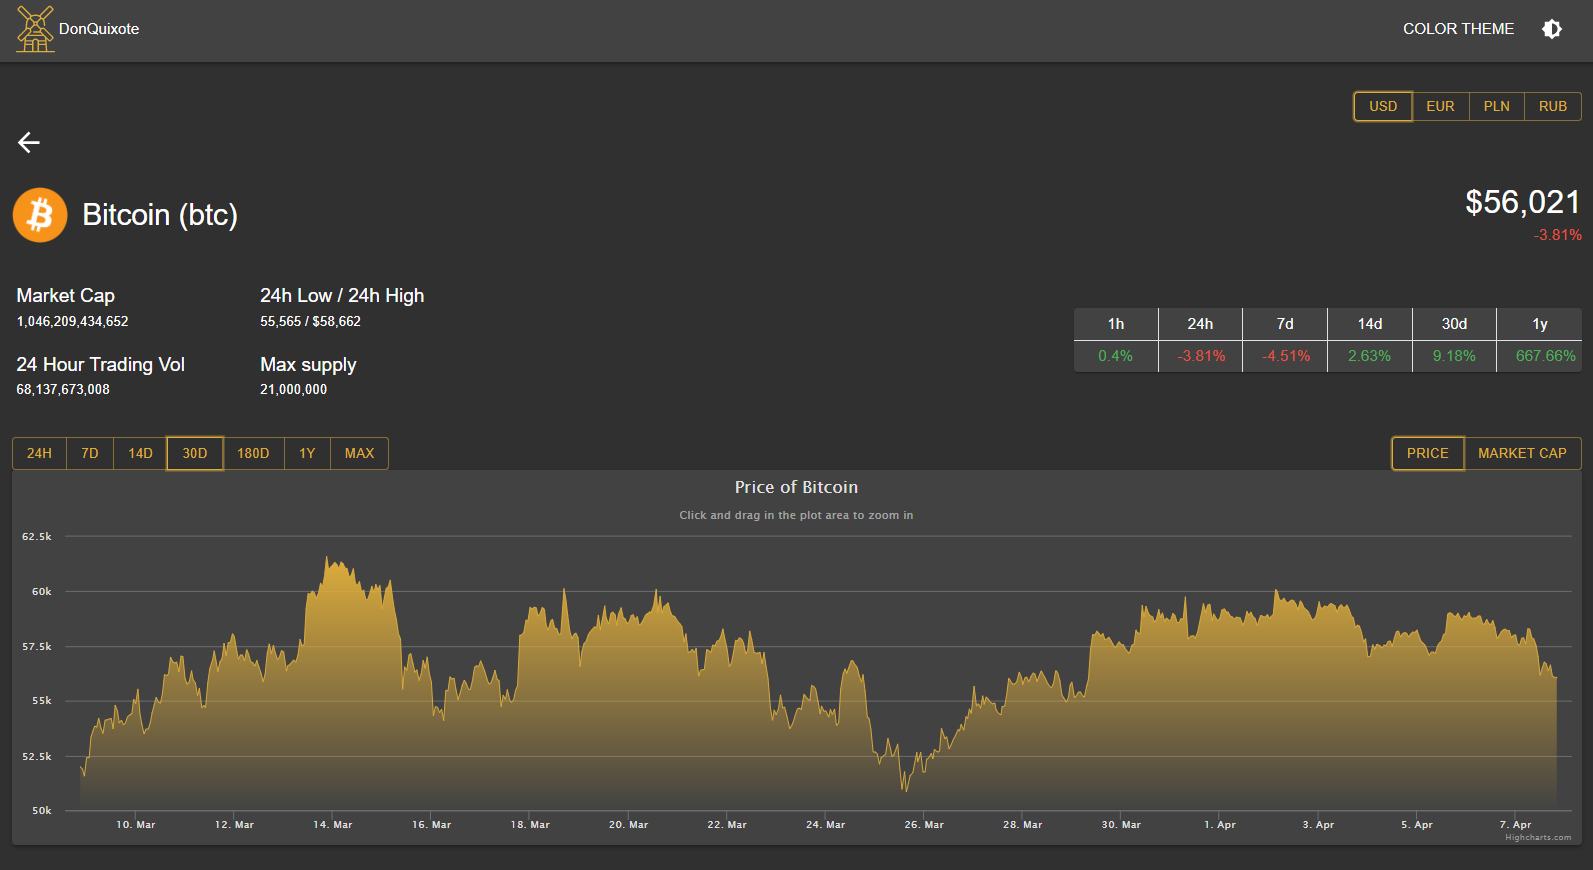 DonQuixote
COLOR THEME
USD EUR PLN RUB
Bitcoin (btc)
$56,021
-3.81%
Market Cap
1,046,209,434,652
24h Low / 24h High
55,565 / $58,662
24 Hour Trading Vol
68,137,673,008
Max supply
21,000,000
1h 24h 7d 14d 30d 1y
0.4% -3.81% -4.51% 2.63% 9.18% 667.66%
24H 7D 14D 30D 180D 1Y MAX
PRICE MARKET CAP
Price of Bitcoin
Click and drag in the plot area to zoom in
62.5k
60k
57.5k
55k
52.5k
50k
10. Mar 12. Mar 14. Mar 16. Mar 18. Mar 20. Mar 22. Mar 24. Mar 26. Mar 28. Mar 30. Mar 1. Apr 3. Apr 5. Apr 7. Apr
Highcharts.com